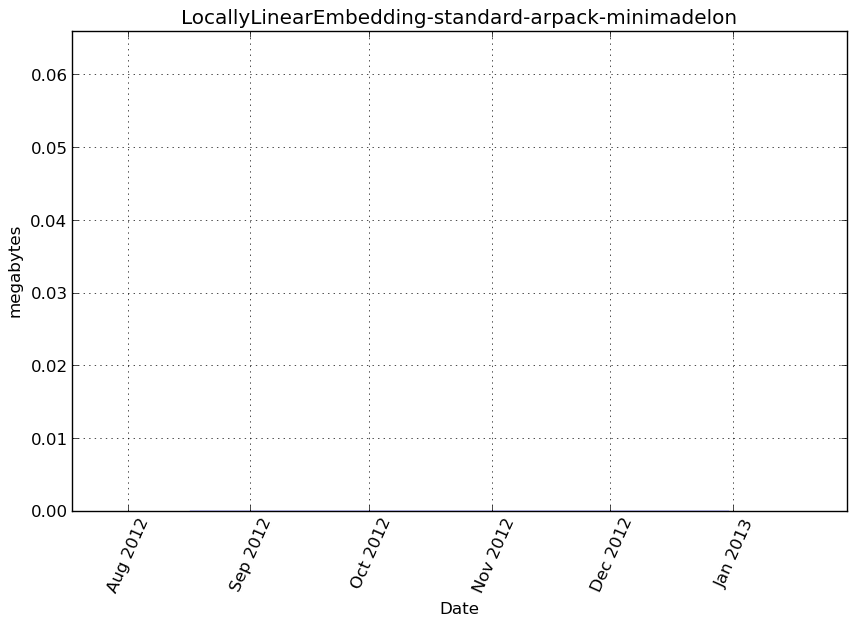 LocallyLinearEmbedding-standard-arpack-minimadelon
0.06
0.05
0.04
0.03
0.02
0.01
0.00
megabytes
Aug 2012
Sep 2012
Oct 2012
Nov 2012
Dec 2012
Jan 2013
Date